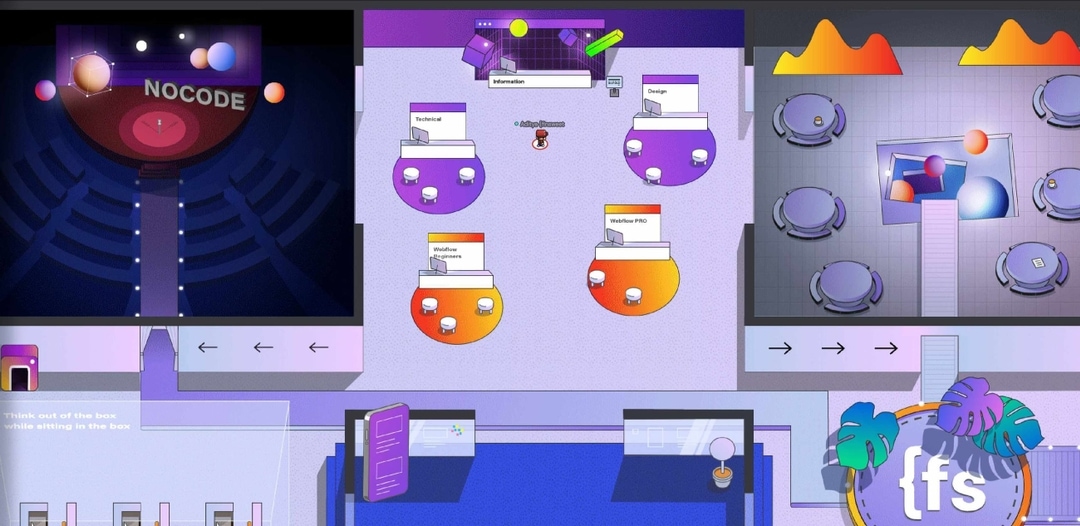 NOCODE
Information
Design
Technical
Webflow PRO
Webflow
Beginners
Think out of the box
while sitting in the box
{fs